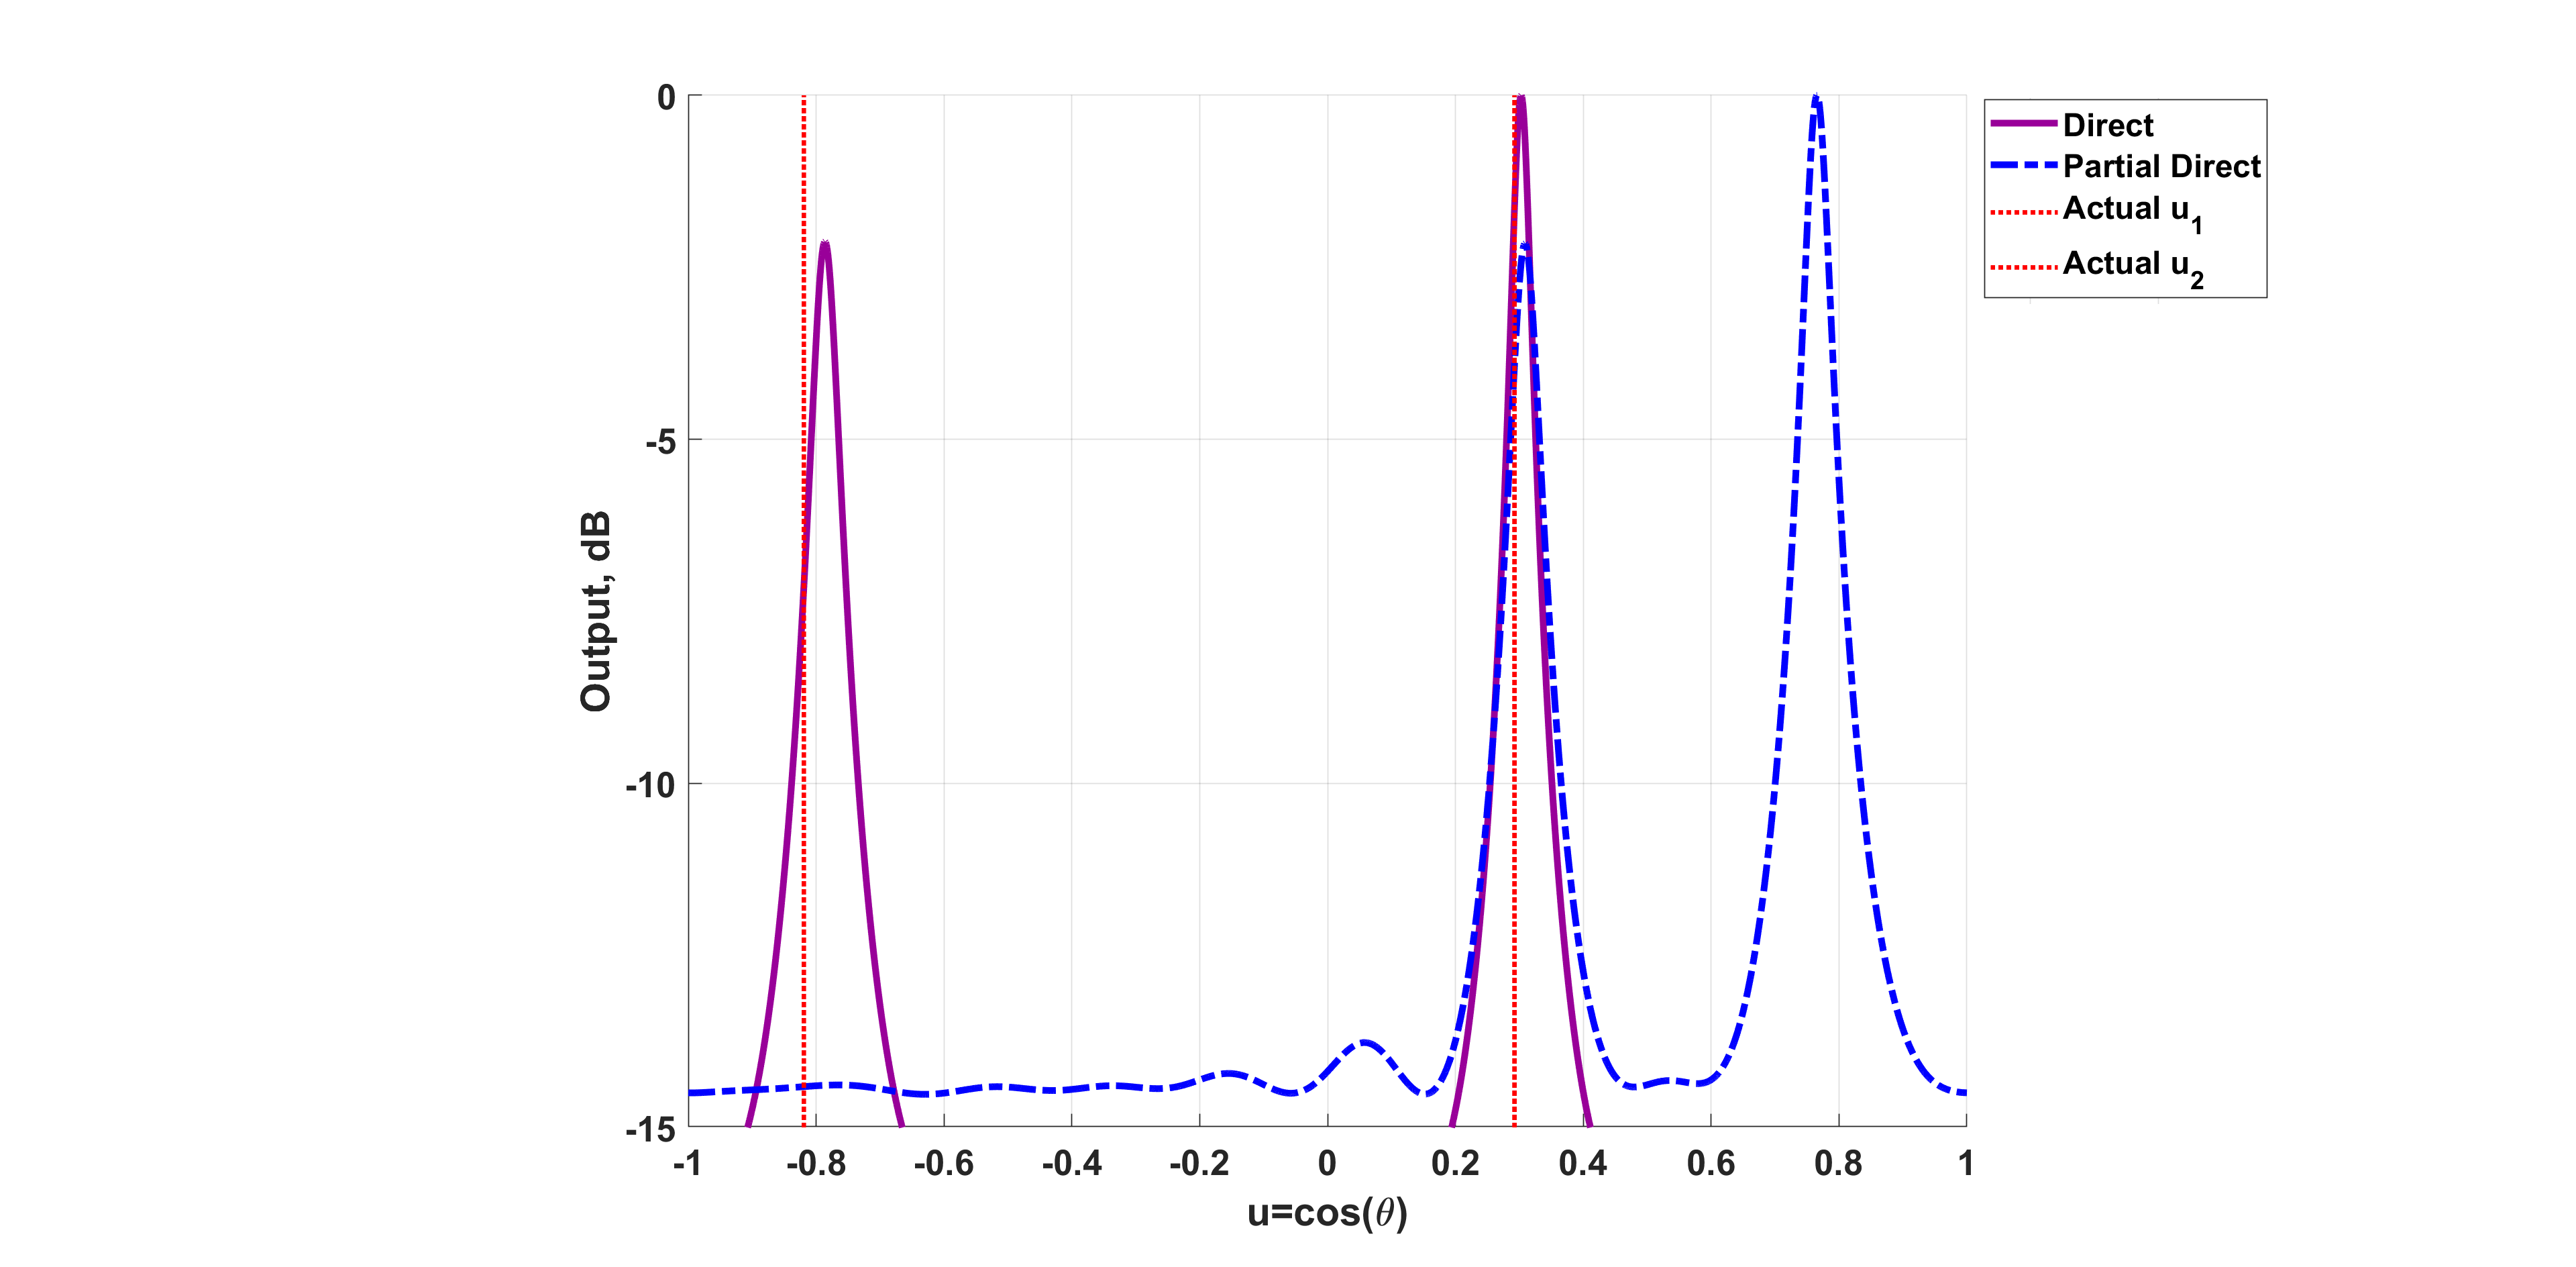 0
-5
-10
-15
-1 -0.8 -0.6 -0.4 -0.2 0 0.2 0.4 0.6 0.8 1
Output, dB
u=cos(θ)
Direct
Partial Direct
Actual u1
Actual u2